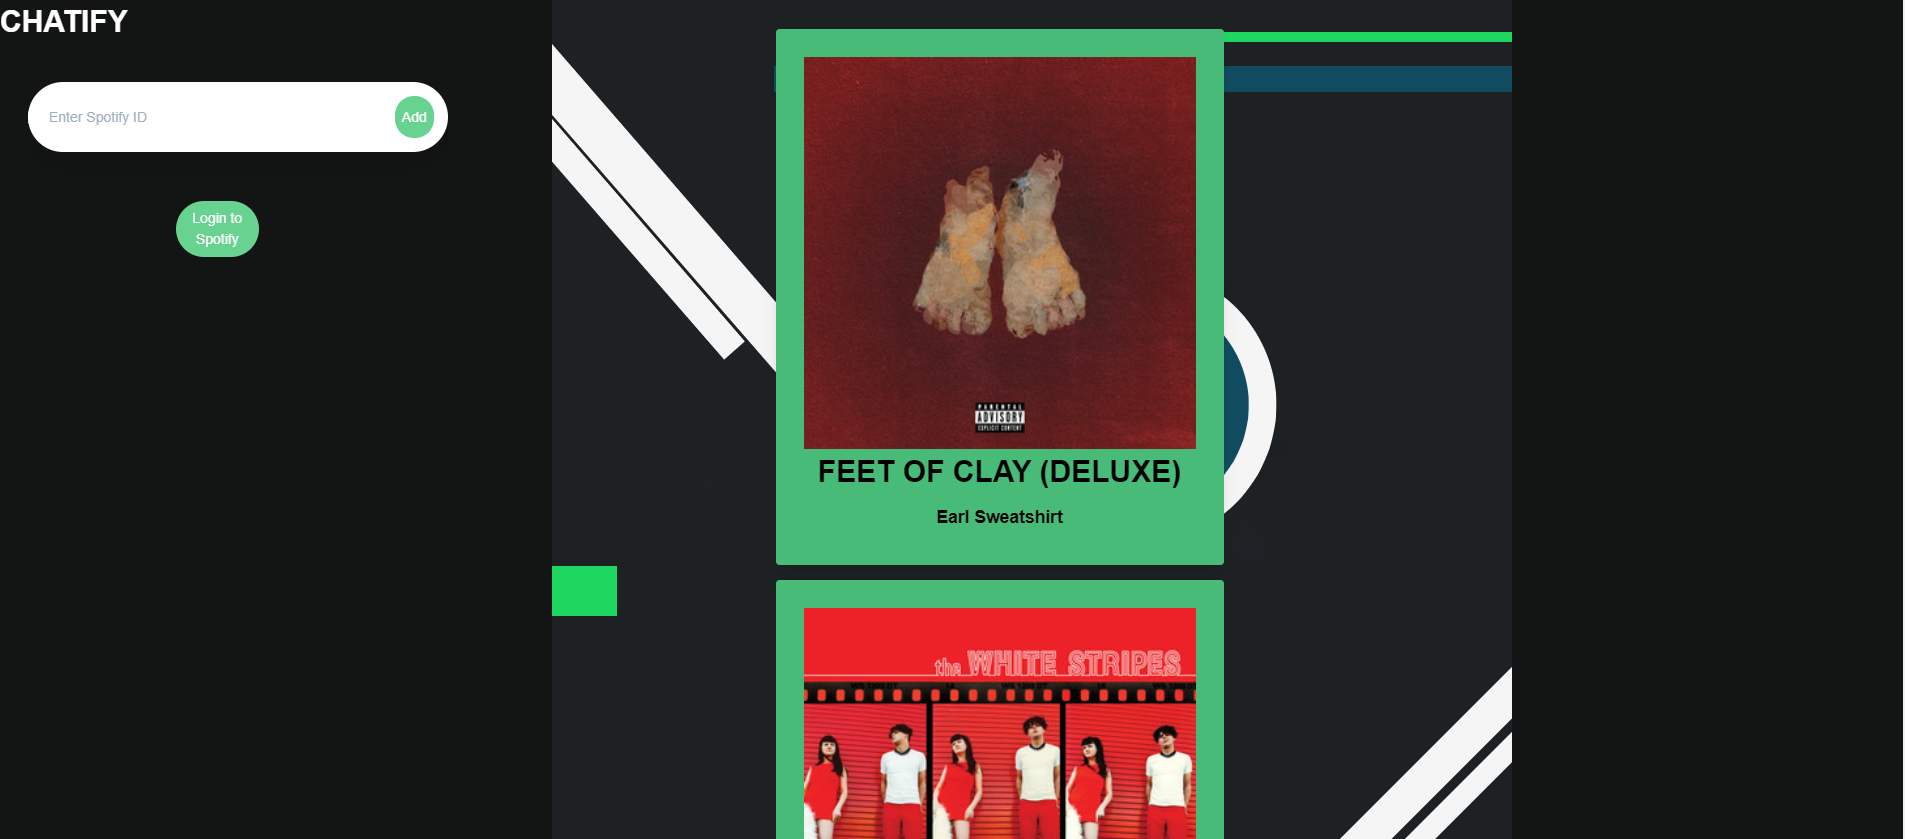 CHATIFY
Enter Spotify ID
Add
Login to
Spotify
PARENTAL
ADVISORY
EXPLICIT CONTENT
FEET OF CLAY (DELUXE)
Earl Sweatshirt
the WHITE STRIPES